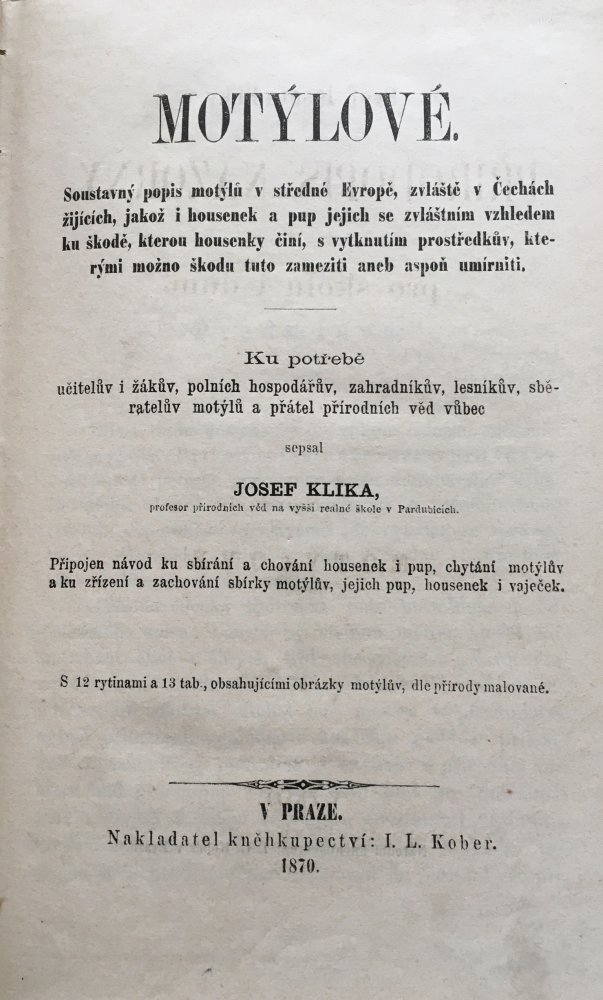 MOTÝLOVÉ.
Soustavný popis motýlů v středné Evropě, zvláště v Čechách
žijících, jakož i housenek a pup jejich se zvláštním vzhledem
ku škodě, kterou housenky činí, s vytknutím prostředkův, kte-
rými možno škodu tuto zameziti aneb aspoň umírniti.
Ku potřebě
učitelův i žákův, polních hospodářův, zahradníkův, lesníkův, sbě-
ratelův motýlů a přátel přírodních věd vůbec
sepsal
JOSEF KLIKA,
profesor přírodních věd na vyšší realné škole v Pardubicích.
Připojen návod ku sbírání a chování housenek i pup, chytání motýlův
a ku zřízení a zachování sbírky motýlův, jejich pup, housenek i vaječek.
S 12 rytinami a 13 tab., obsahujícími obrázky motýlův, dle přírody malované.
V PRAZE.
Nakladatel kněhkupectví: I. L. Kober.
1870.